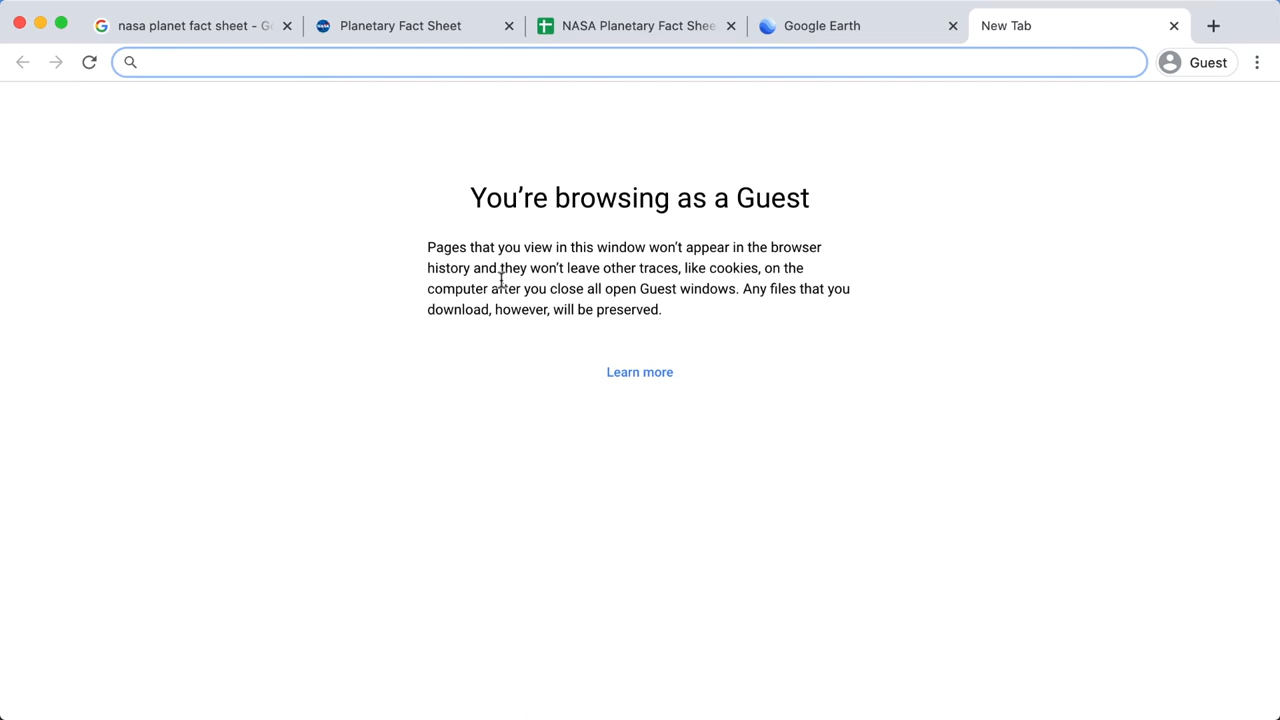 nasa planet fact sheet - Go
Planetary Fact Sheet
NASA Planetary Fact Shee
Google Earth
New Tab
Guest
You're browsing as a Guest
Pages that you view in this window won't appear in the browser
history and they won't leave other traces, like cookies, on the
computer after you close all open Guest windows. Any files that you
download, however, will be preserved.
Learn more